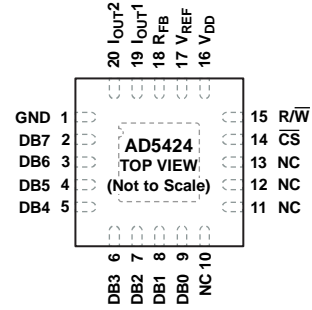 20 IOUT2
19 IOUT1
18 RFB
17 VREF
16 VDD
GND 1
DB7 2
DB6 3
DB5 4
DB4 5
AD5424
TOP VIEW
(Not to Scale)
15 R/W̅
14 C̅S̅
13 NC
12 NC
11 NC
DB3 6
DB2 7
DB1 8
DB0 9
NC 10